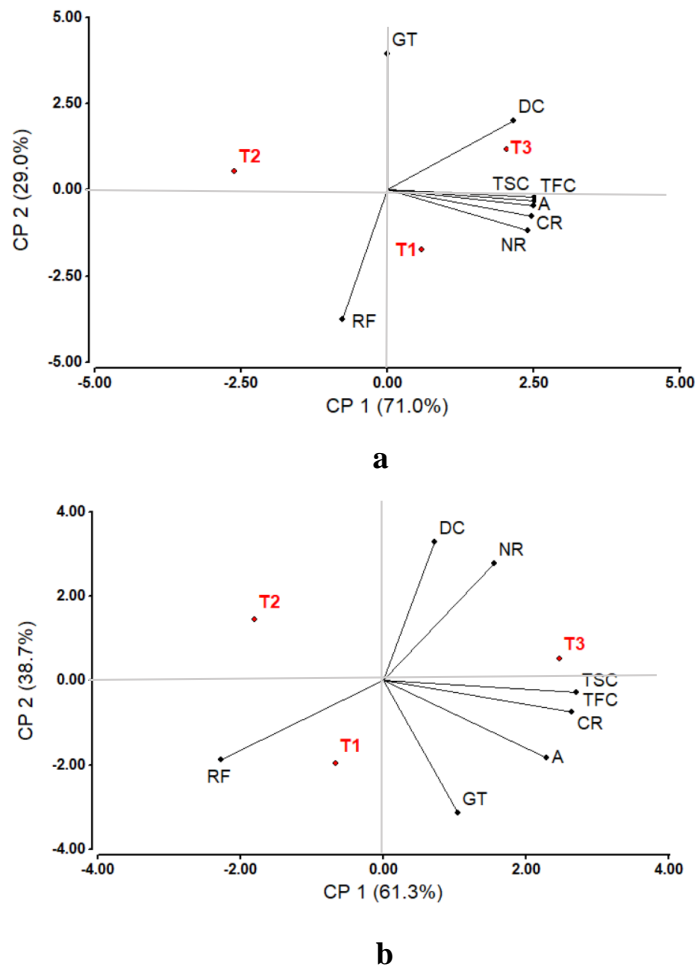 5.00
GT
2.50
DC
T3
T2
CP 2 (29.0%)
0.00
TSC TFC
A
CR
NR
T1
-2.50
RF
-5.00
-5.00 -2.50 0.00 2.50 5.00
CP 1 (71.0%)
a
4.00
DC
NR
2.00
T2
T3
CP 2 (38.7%)
0.00
TSC
TFC
CR
T1
A
-2.00
RF
GT
-4.00
-4.00 -2.00 0.00 2.00 4.00
CP 1 (61.3%)
b